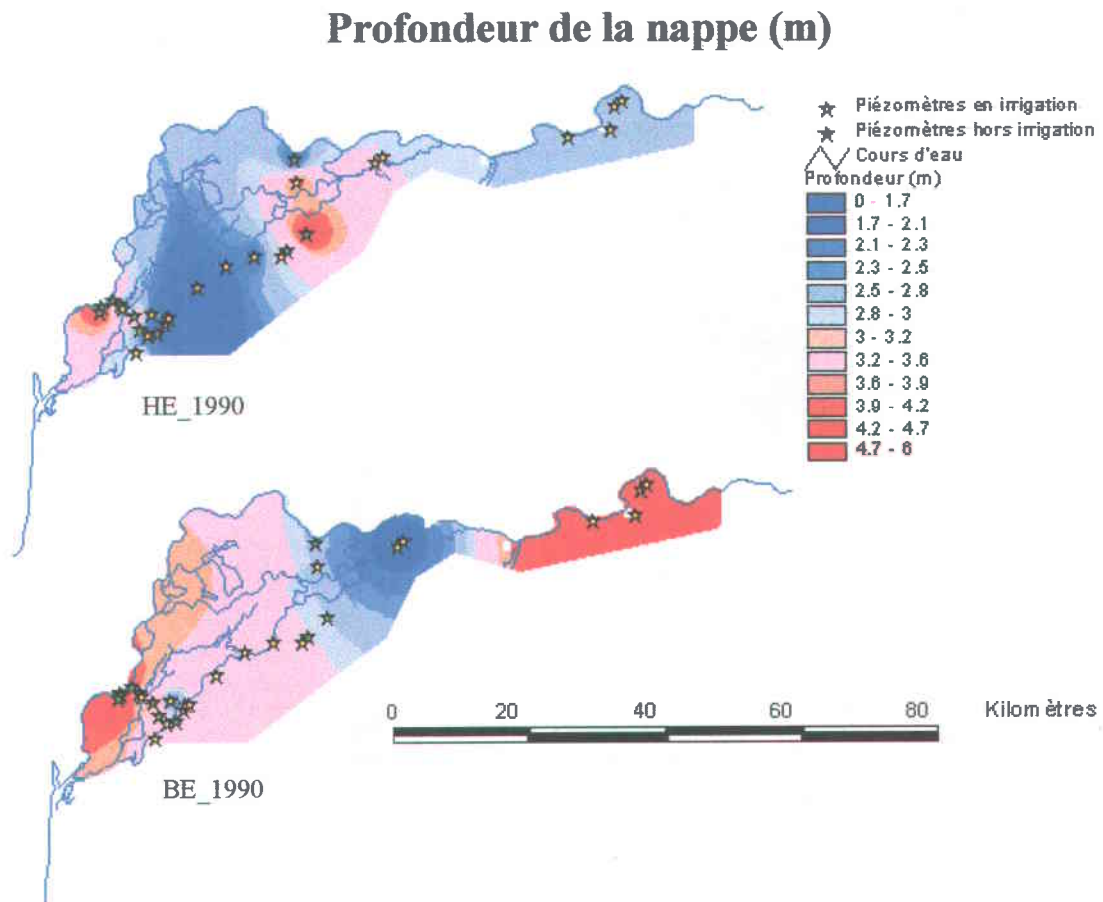 Profondeur de la nappe (m)
Piézomètres en irrigation
Piézomètres hors irrigation
Cours d'eau
Profondeur (m)
0 - 1.7
1.7 - 2.1
2.1 - 2.3
2.3 - 2.5
2.5 - 2.8
2.8 - 3
3 - 3.2
3.2 - 3.6
3.6 - 3.9
3.9 - 4.2
4.2 - 4.7
4.7 - 6
HE_1990
0 20 40 60 80 Kilomètres
BE_1990